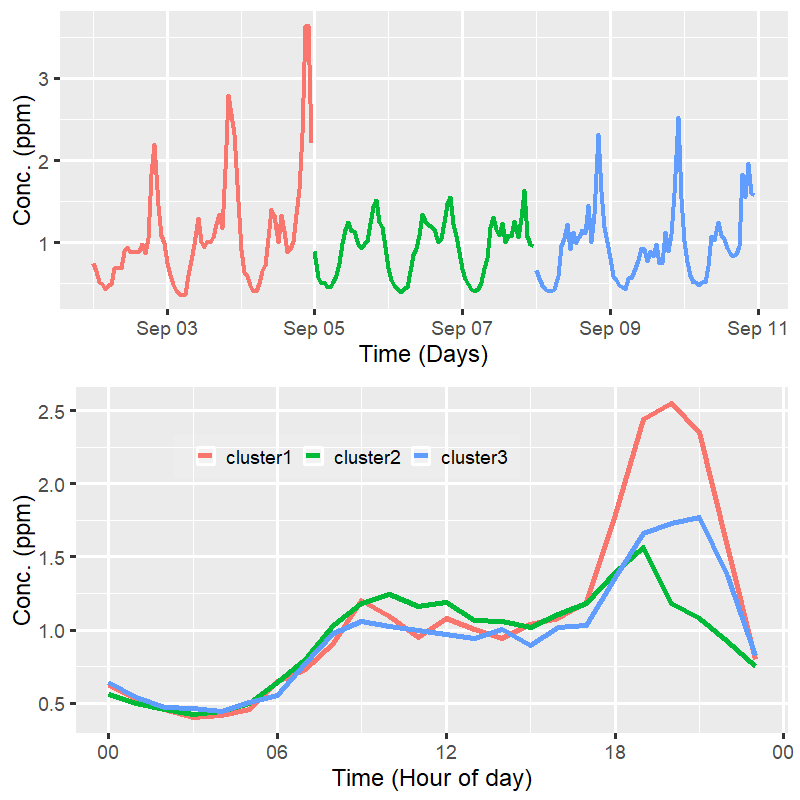 Conc. (ppm)
3
2
1
Sep 03 Sep 05 Sep 07 Sep 09 Sep 11
Time (Days)
Conc. (ppm)
2.5
cluster1 cluster2 cluster3
2.0
1.5
1.0
0.5
00 06 12 18 00
Time (Hour of day)